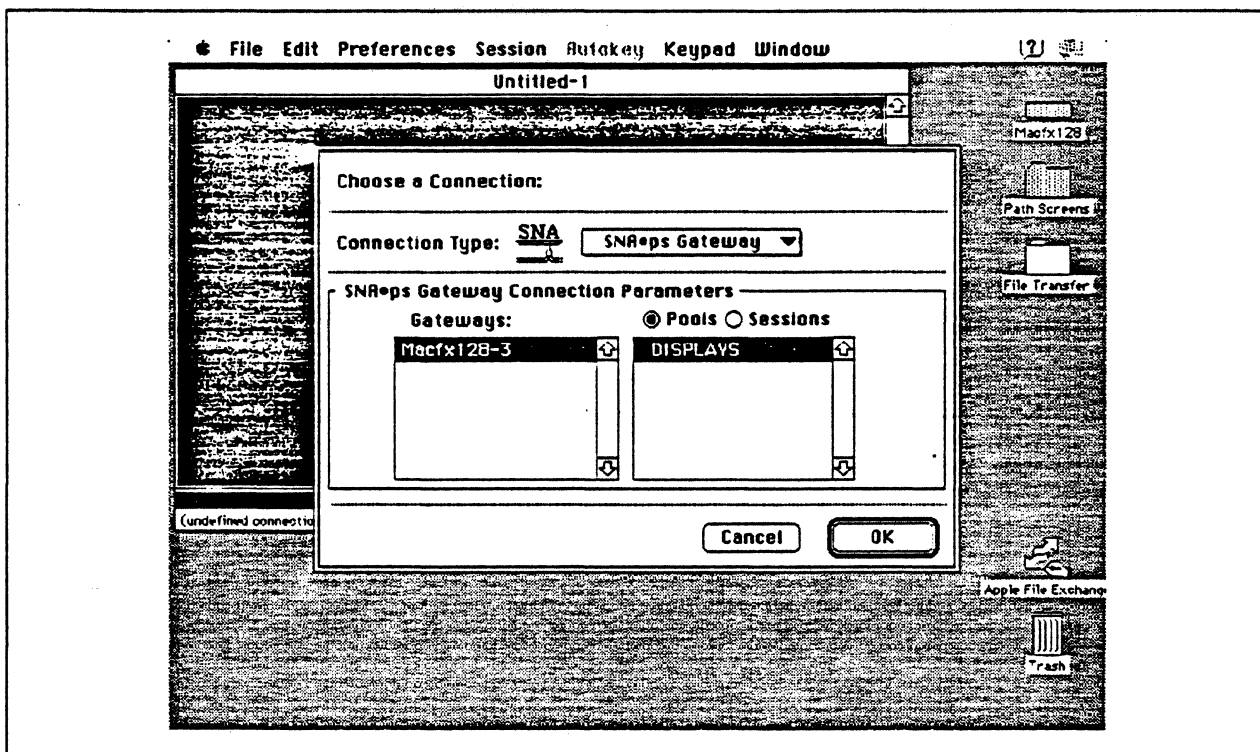 File Edit Preferences Session Autokey Keypad Window
Untitled-1
Macfx128
Path Screens
File Transfer
Choose a Connection:
Connection Type: SNA SNA•ps Gateway
SNA•ps Gateway Connection Parameters
Gateways: Pools Sessions
Macfx128-3 DISPLAYS
(undefined connectio
Cancel OK
Apple File Exchang
Trash